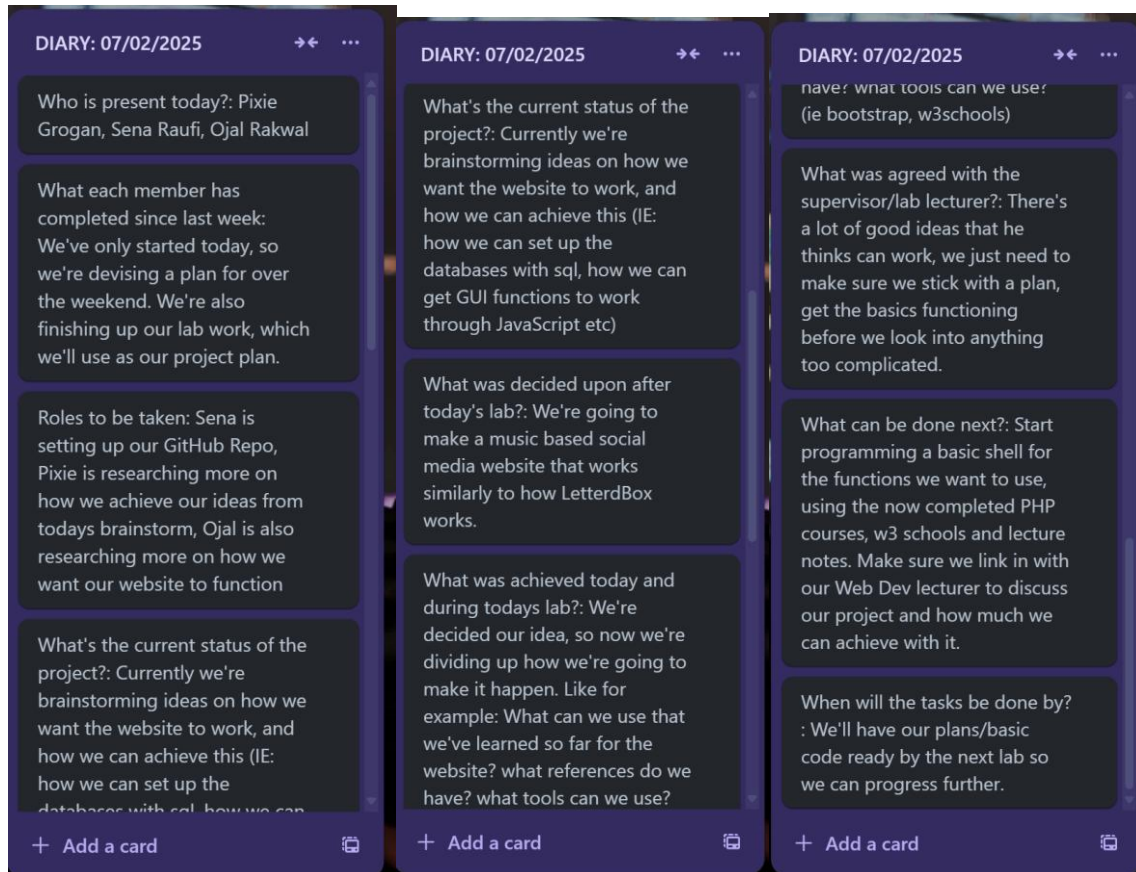 DIARY: 07/02/2025
Who is present today?: Pixie
Grogan, Sena Raufi, Ojal Rakwal
What each member has
completed since last week:
We've only started today, so
we're devising a plan for over
the weekend. We're also
finishing up our lab work, which
we'll use as our project plan.
Roles to be taken: Sena is
setting up our GitHub Repo,
Pixie is researching more on
how we achieve our ideas from
todays brainstorm, Ojal is also
researching more on how we
want our website to function
What's the current status of the
project?: Currently we're
brainstorming ideas on how we
want the website to work, and
how we can achieve this (IE:
how we can set up the
databases with sql, how we can
+ Add a card
DIARY: 07/02/2025
What's the current status of the
project?: Currently we're
brainstorming ideas on how we
want the website to work, and
how we can achieve this (IE:
how we can set up the
databases with sql, how we can
get GUI functions to work
through JavaScript etc)
What was decided upon after
today's lab?: We're going to
make a music based social
media website that works
similarly to how LetterdBox
works.
What was achieved today and
during todays lab?: We're
decided our idea, so now we're
dividing up how we're going to
make it happen. Like for
example: What can we use that
we've learned so far for the
website? what references do we
have? what tools can we use?
+ Add a card
DIARY: 07/02/2025
have? what tools can we use?
(ie bootstrap, w3schools)
What was agreed with the
supervisor/lab lecturer?: There's
a lot of good ideas that he
thinks can work, we just need to
make sure we stick with a plan,
get the basics functioning
before we look into anything
too complicated.
What can be done next?: Start
programming a basic shell for
the functions we want to use,
using the now completed PHP
courses, w3 schools and lecture
notes. Make sure we link in with
our Web Dev lecturer to discuss
our project and how much we
can achieve with it.
When will the tasks be done by?
: We'll have our plans/basic
code ready by the next lab so
we can progress further.
+ Add a card